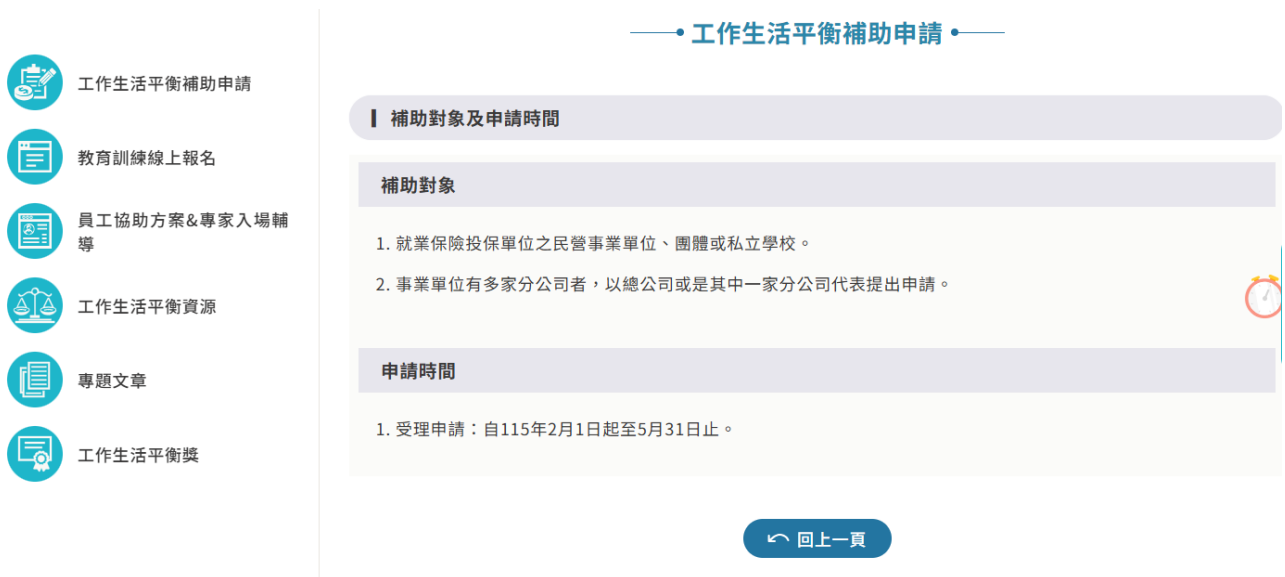 工作生活平衡補助申請
工作生活平衡補助申請
教育訓練線上報名
員工協助方案&專家入場輔
導
工作生活平衡資源
專題文章
工作生活平衡獎
補助對象及申請時間
補助對象
1. 就業保險投保單位之民營事業單位、團體或私立學校。
2. 事業單位有多家分公司者，以總公司或是其中一家分公司代表提出申請。
申請時間
1. 受理申請：自115年2月1日起至5月31日止。
回上一頁